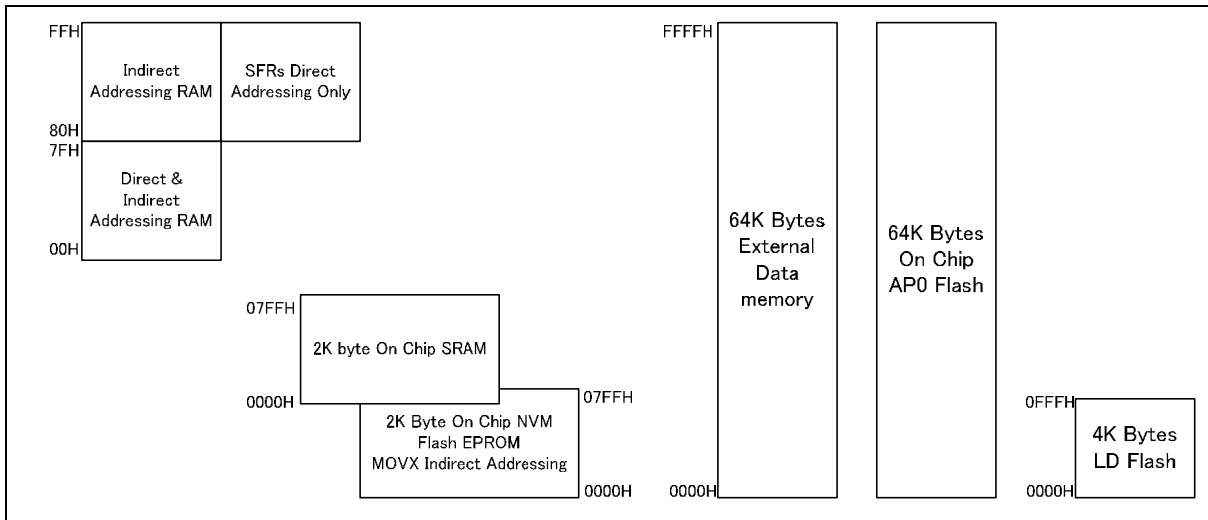 FFH
Indirect
Addressing RAM
SFRs Direct
Addressing Only
80H
7FH
Direct &
Indirect
Addressing RAM
00H
07FFH
2K byte On Chip SRAM
0000H
07FFH
2K Byte On Chip NVM
Flash EPROM
MOVX Indirect Addressing
0000H
FFFFH
64K Bytes
External
Data
memory
0000H
64K Bytes
On Chip
AP0 Flash
0FFFH
4K Bytes
LD Flash
0000H